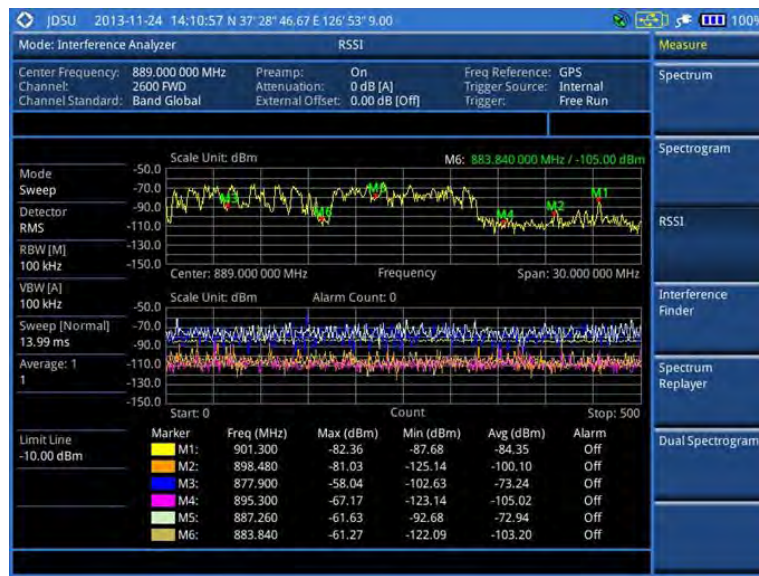 JDSU 2013-11-24 14:10:57 N 37' 28" 46.67 E 126' 53" 9.00 100%
Mode: Interference Analyzer RSSI Measure
Center Frequency: 889.000 000 MHz Preamp: On Freq Reference: GPS
Channel: 2600 FWD Attenuation: 0 dB [A] Trigger Source: Internal
Channel Standard: Band Global External Offset: 0.00 dB [Off] Trigger: Free Run
Spectrum
Spectrogram
RSSI
Interference
Finder
Spectrum
Replayer
Dual Spectrogram
Mode
Sweep
Detector
RMS
RBW [M]
100 kHz
VBW [A]
100 kHz
Sweep [Normal]
13.99 ms
Average: 1
1
Limit Line
-10.00 dBm
Scale Unit: dBm M6: 883.840 000 MHz / -105.00 dBm
-50.0
-70.0
-90.0
-110.0
-130.0
-150.0
M3 M6 M4 M2 M1
Center: 889.000 000 MHz Frequency Span: 30.000 000 MHz
Scale Unit: dBm Alarm Count: 0
-50.0
-70.0
-90.0
-110.0
-130.0
-150.0
Start: 0 Count Stop: 500
Marker Freq (MHz) Max (dBm) Min (dBm) Avg (dBm) Alarm
M1: 901.300 -82.36 -87.68 -84.35 Off
M2: 898.480 -81.03 -125.14 -100.10 Off
M3: 877.900 -58.04 -102.63 -73.24 Off
M4: 895.300 -67.17 -123.14 -105.02 Off
M5: 887.260 -61.63 -92.68 -72.94 Off
M6: 883.840 -61.27 -122.09 -103.20 Off